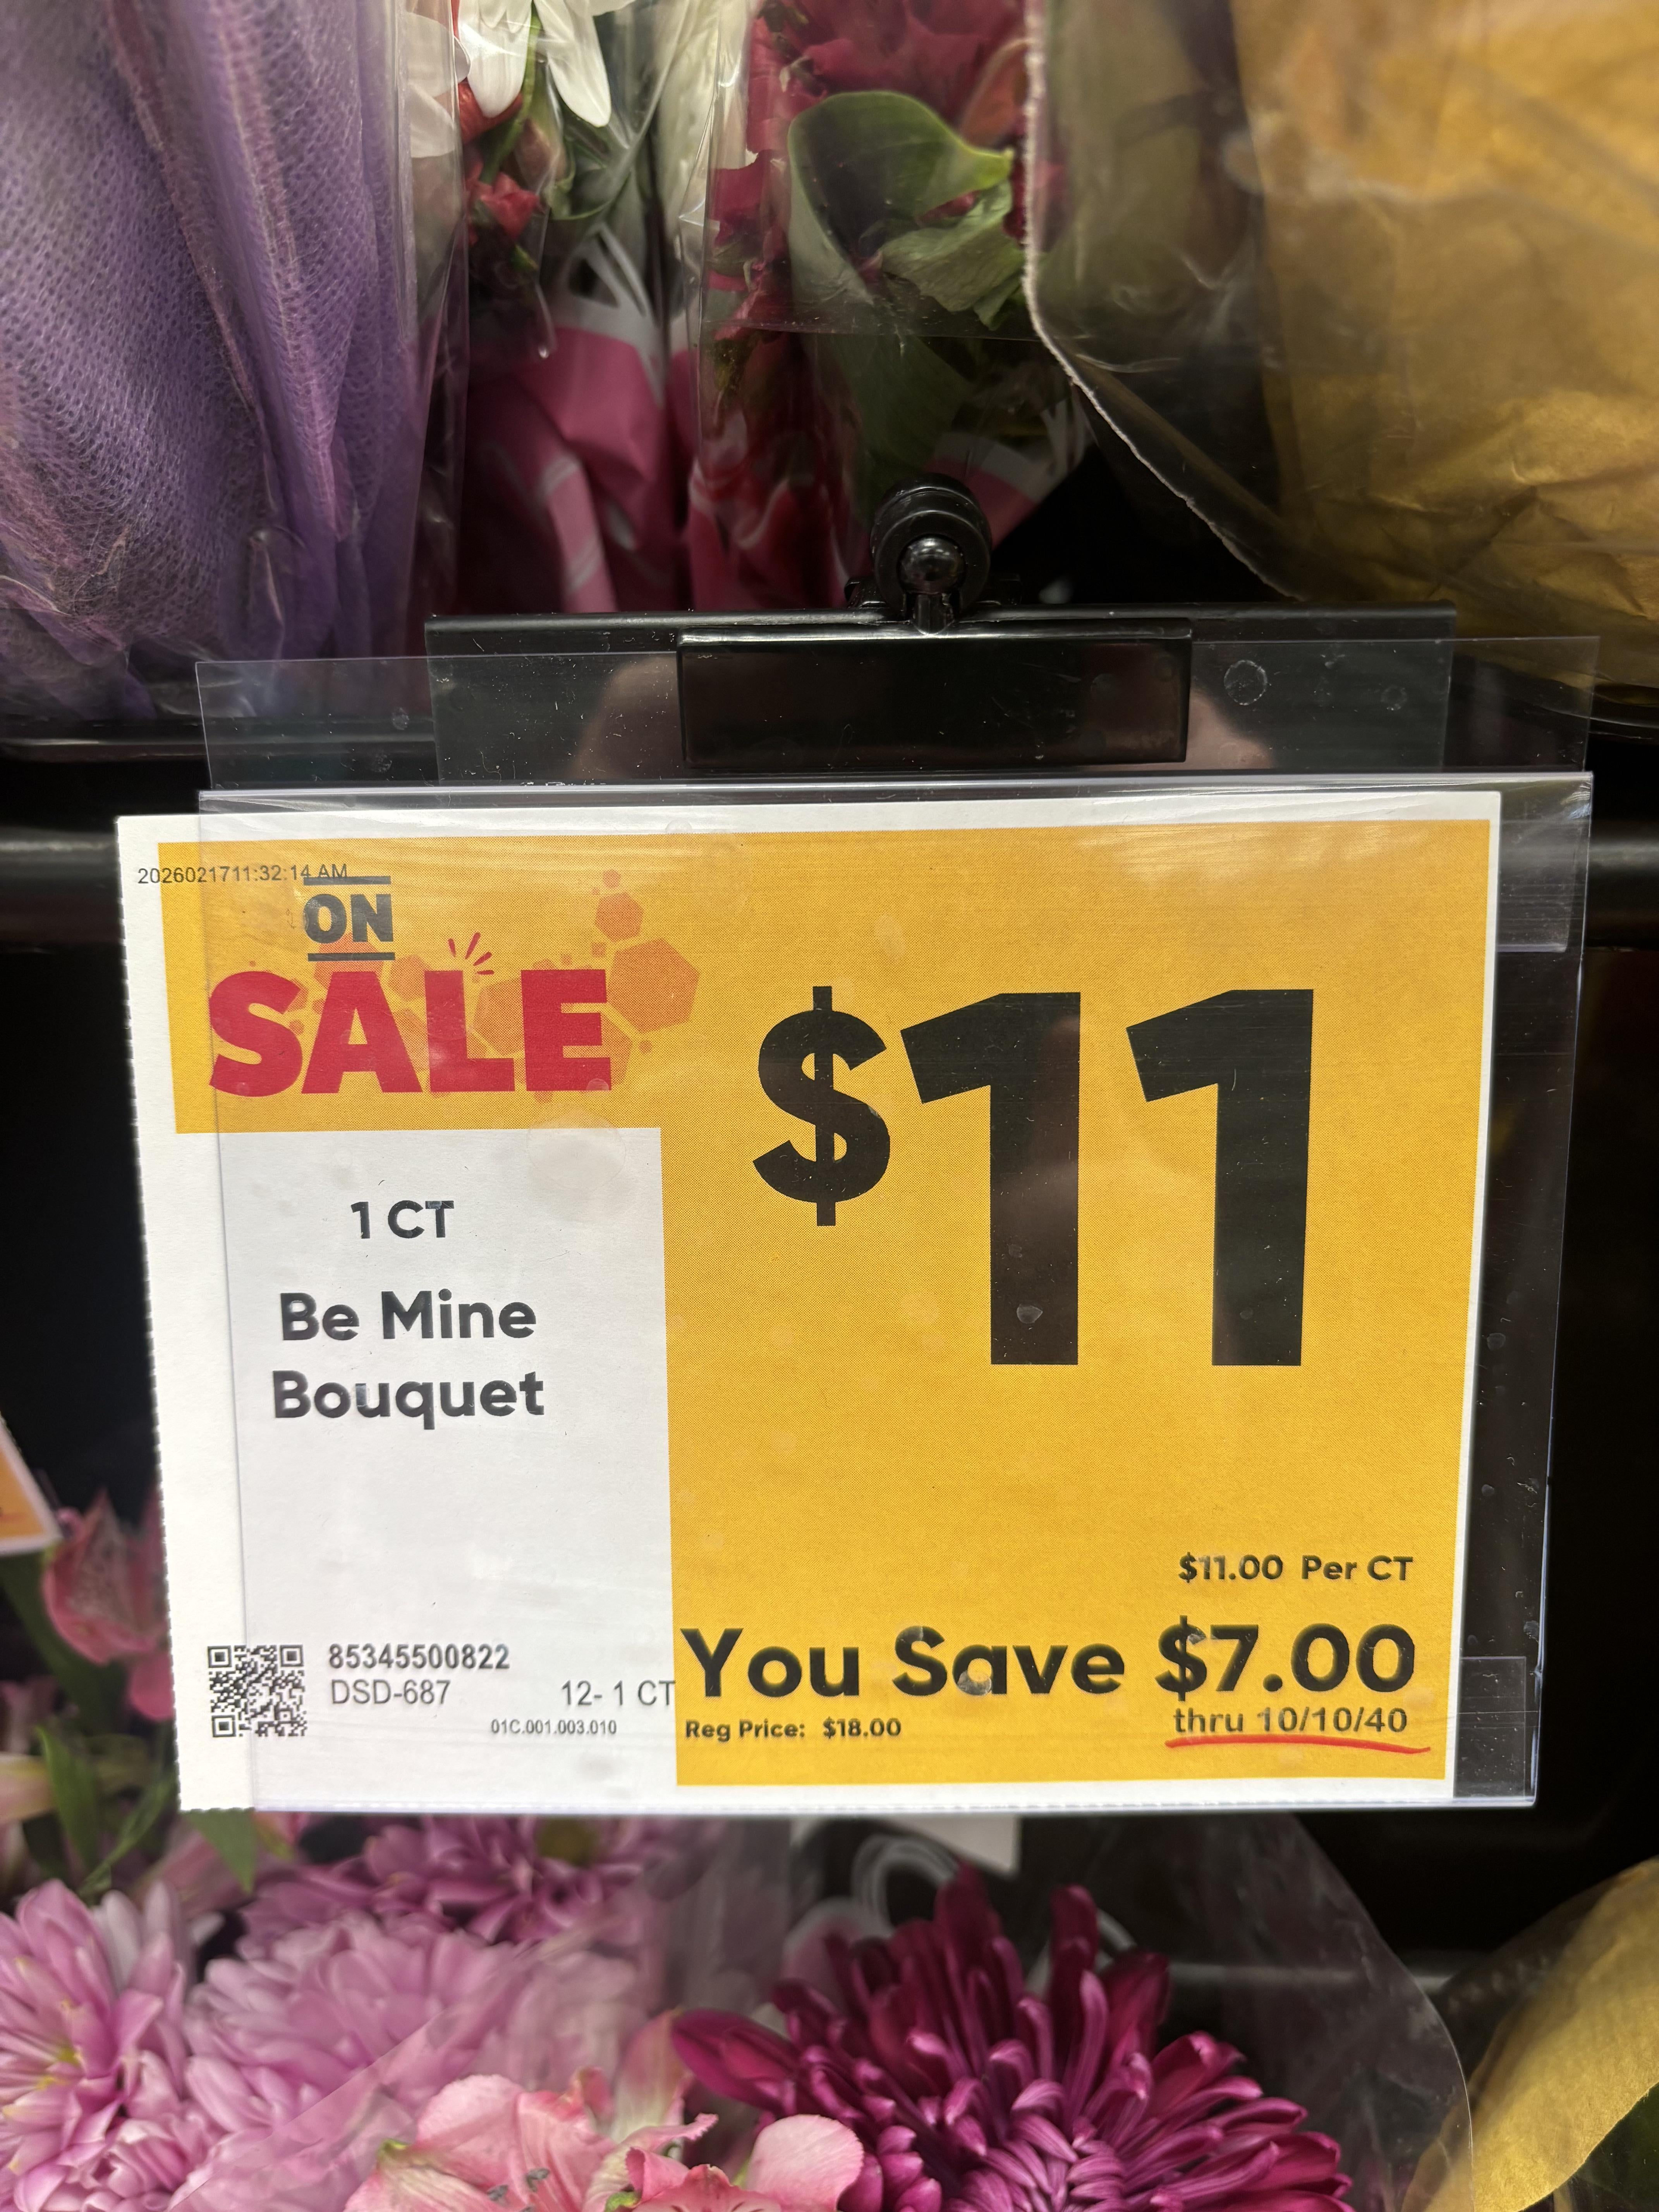 2026021711:32:14 AM
ON
SALE
$11
1 CT
Be Mine
Bouquet
$11.00 Per CT
You Save $7.00
Reg Price: $18.00
thru 10/10/40
85345500822
DSD-687 12- 1 CT
01C.001.003.010